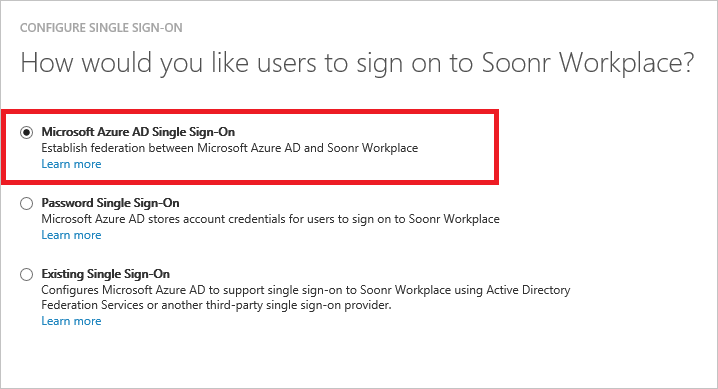 CONFIGURE SINGLE SIGN-ON
How would you like users to sign on to Soonr Workplace?
Microsoft Azure AD Single Sign-On
Establish federation between Microsoft Azure AD and Soonr Workplace
Learn more
Password Single Sign-On
Microsoft Azure AD stores account credentials for users to sign on to Soonr Workplace
Learn more
Existing Single Sign-On
Configures Microsoft Azure AD to support single sign-on to Soonr Workplace using Active Directory
Federation Services or another third-party single sign-on provider.
Learn more